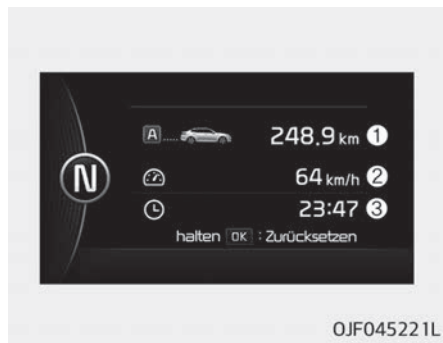 A 248.9 km 1
N 64 km/h 2
23:47 3
halten OK : Zurücksetzen
OJF045221L